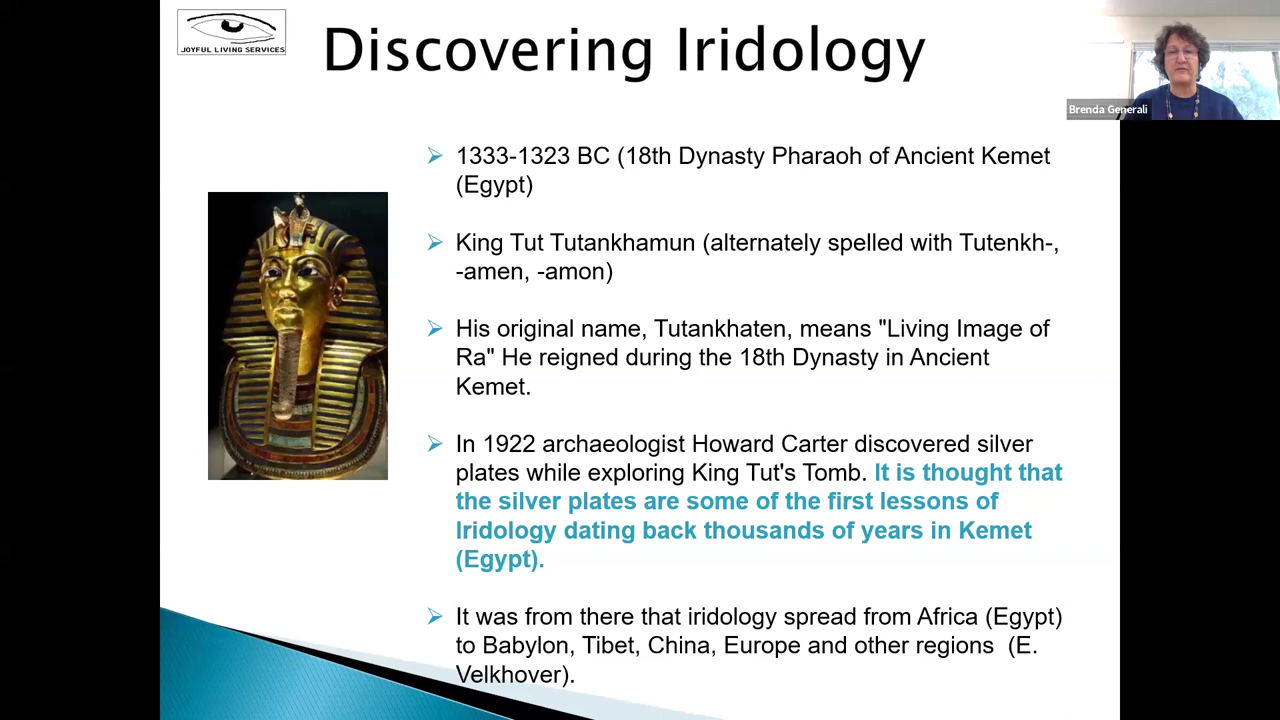 JOYFUL LIVING SERVICES
Discovering Iridology
Brenda Generali
1333-1323 BC (18th Dynasty Pharaoh of Ancient Kemet
(Egypt)
King Tut Tutankhamun (alternately spelled with Tutenkh-,
-amen, -amon)
His original name, Tutankhaten, means "Living Image of
Ra" He reigned during the 18th Dynasty in Ancient
Kemet.
In 1922 archaeologist Howard Carter discovered silver
plates while exploring King Tut's Tomb. It is thought that
the silver plates are some of the first lessons of
Iridology dating back thousands of years in Kemet
(Egypt).
It was from there that iridology spread from Africa (Egypt)
to Babylon, Tibet, China, Europe and other regions (E.
Velkhover).